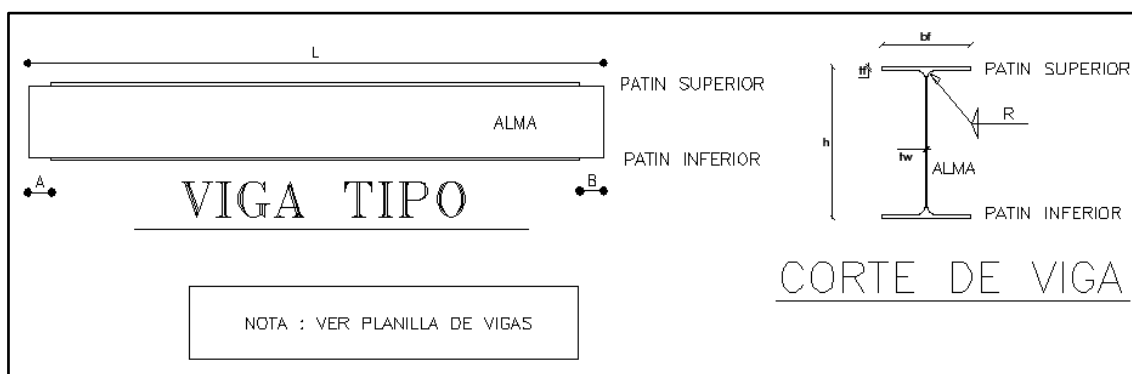 L
PATIN SUPERIOR
ALMA
PATIN INFERIOR
A
B
VIGA TIPO
NOTA : VER PLANILLA DE VIGAS
bf
tf
PATIN SUPERIOR
R
h
tw
ALMA
PATIN INFERIOR
CORTE DE VIGA